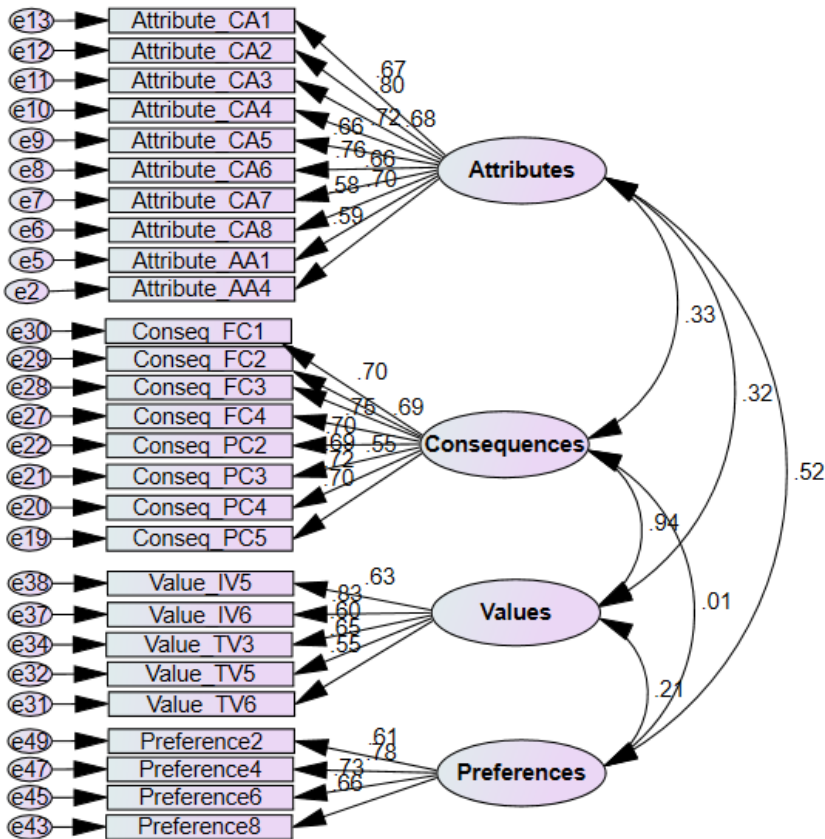 e13 Attribute_CA1
e12 Attribute_CA2
e11 Attribute_CA3
e10 Attribute_CA4
e9 Attribute_CA5
e8 Attribute_CA6
e7 Attribute_CA7
e6 Attribute_CA8
e5 Attribute_AA1
e2 Attribute_AA4
.67
.80
.72 .68
.66
.76 .66
.58 .70
.59
Attributes
e30 Conseq_FC1
e29 Conseq_FC2
e28 Conseq_FC3
e27 Conseq_FC4
e22 Conseq_PC2
e21 Conseq_PC3
e20 Conseq_PC4
e19 Conseq_PC5
.70
.75 .69
.70
.69 .55
.72
.70
Consequences
e38 Value_IV5
e37 Value_IV6
e34 Value_TV3
e32 Value_TV5
e31 Value_TV6
.63
.83
.60
.65
.55
Values
e49 Preference2
e47 Preference4
e45 Preference6
e43 Preference8
.61
.78
.73
.66
Preferences
.33
.32
.52
.94
.01
.21